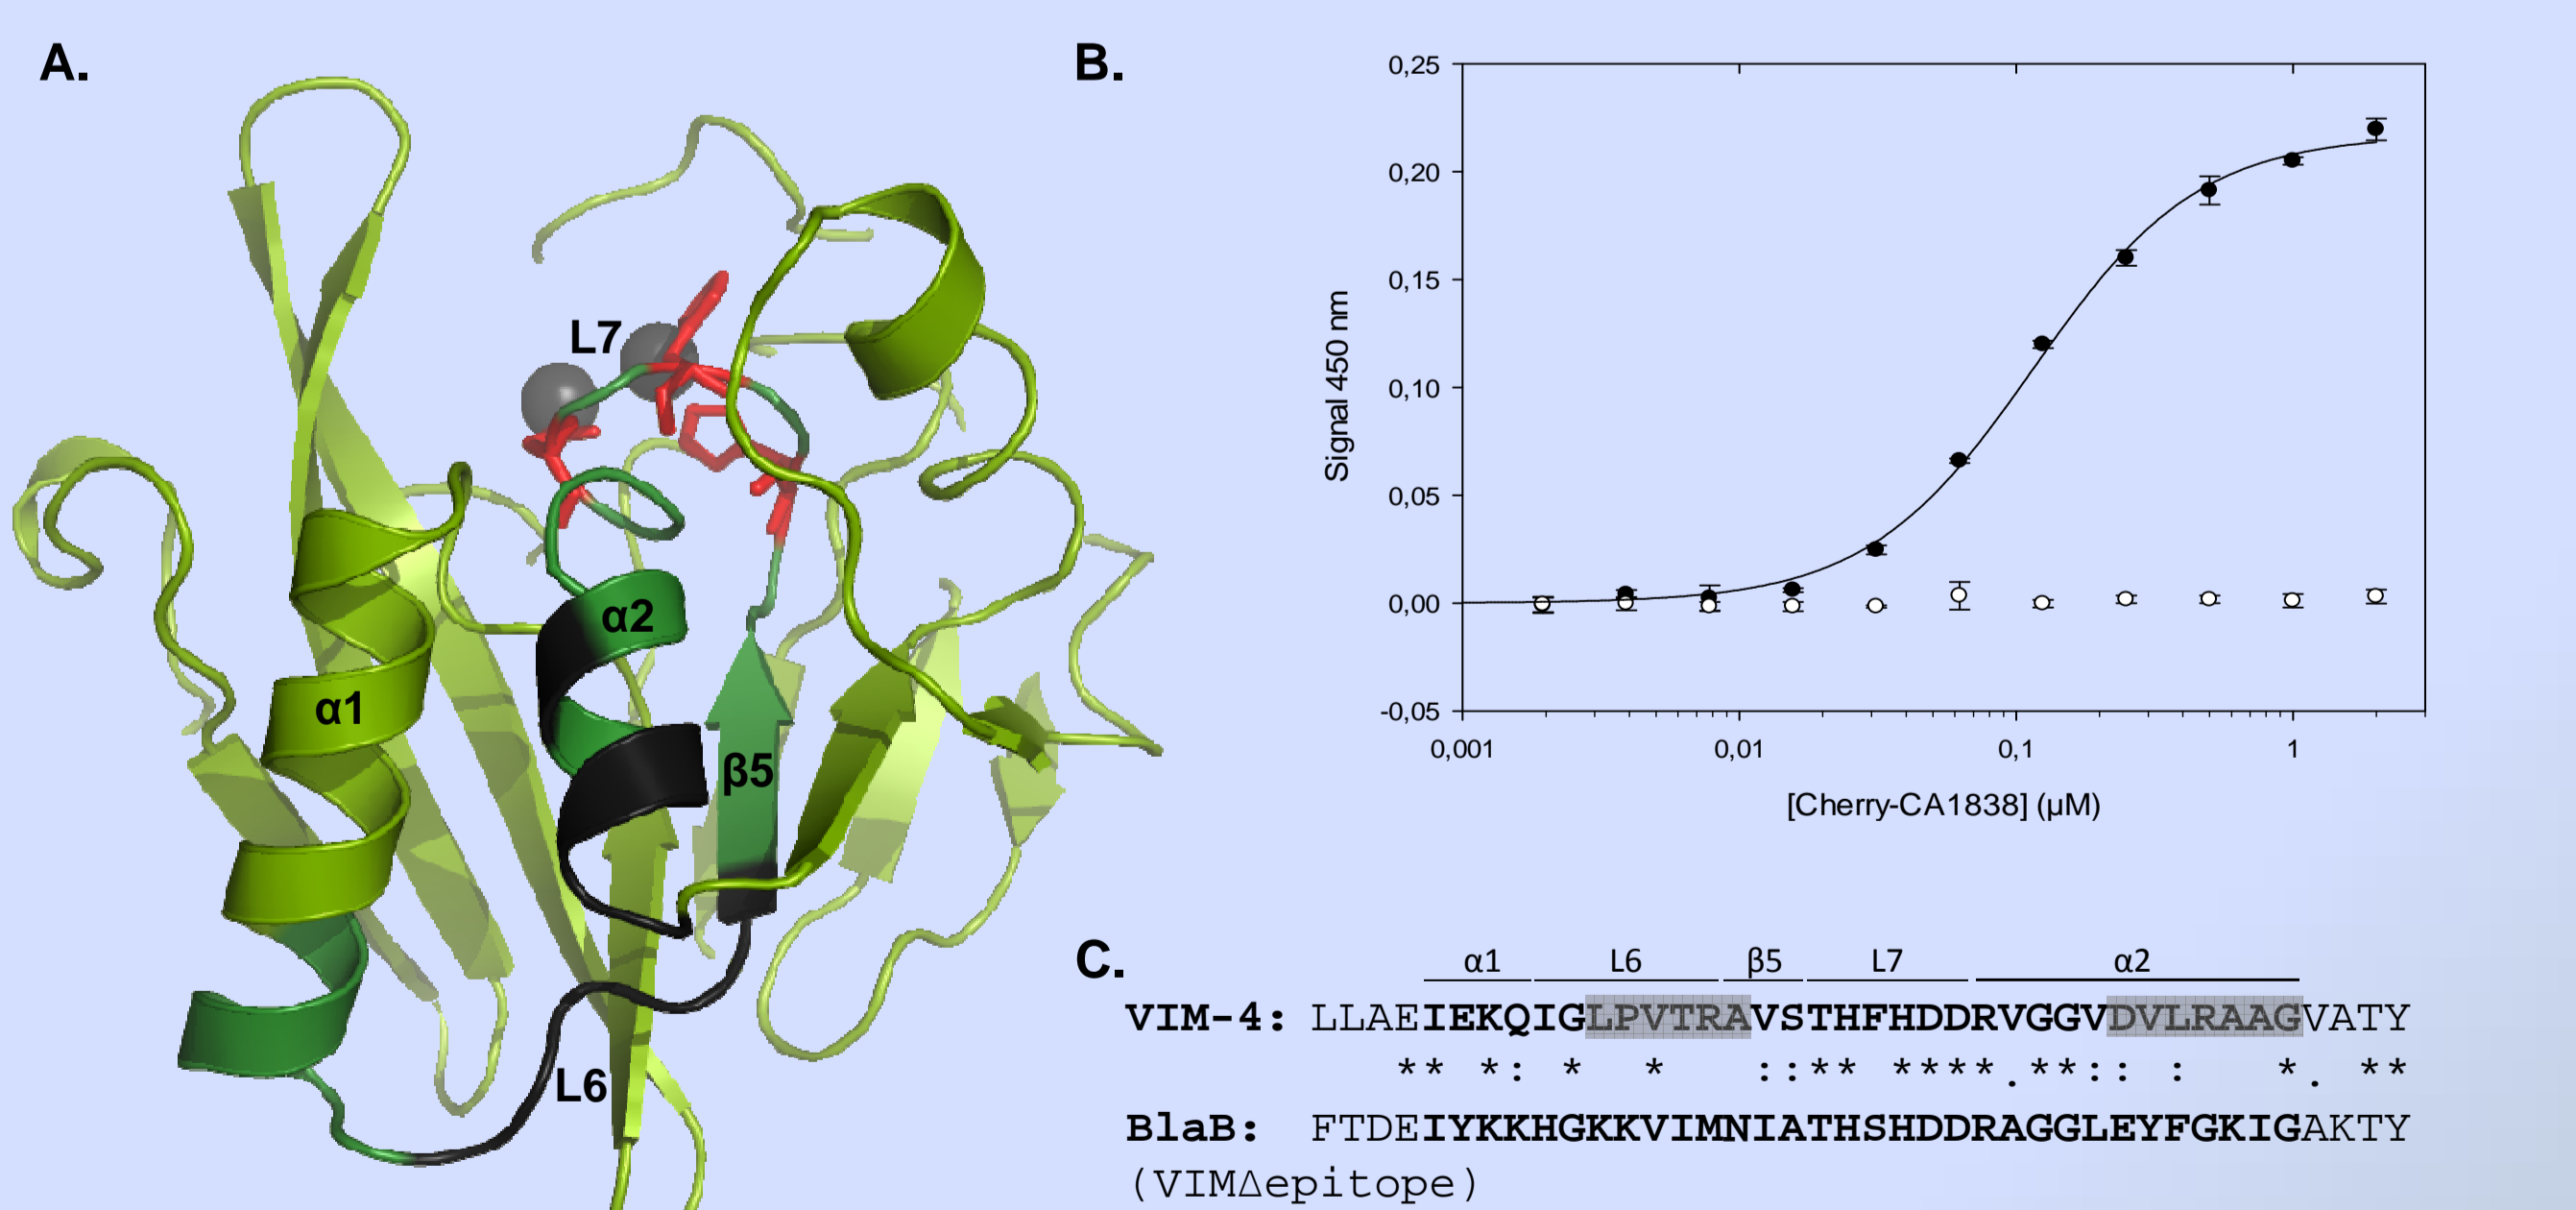 A.
L7
α2
α1
β5
L6
B.
0,25
0,20
0,15
0,10
0,05
0,00
-0,05
Signal 450 nm
0,001 0,01 0,1 1
[Cherry-CA1838] (µM)
C.
α1 L6 β5 L7 α2
VIM-4: LLAEIEKQIGLPVTRAVSTHFHDDRVGGVDVLRAAGVATY
** *: * * ::** ****.**:: : *. **
BlaB: FTDEIYKKHGKKVIMNIATHSHDDRAGGLEYFGKIGAKTY
(VIMΔepitope)